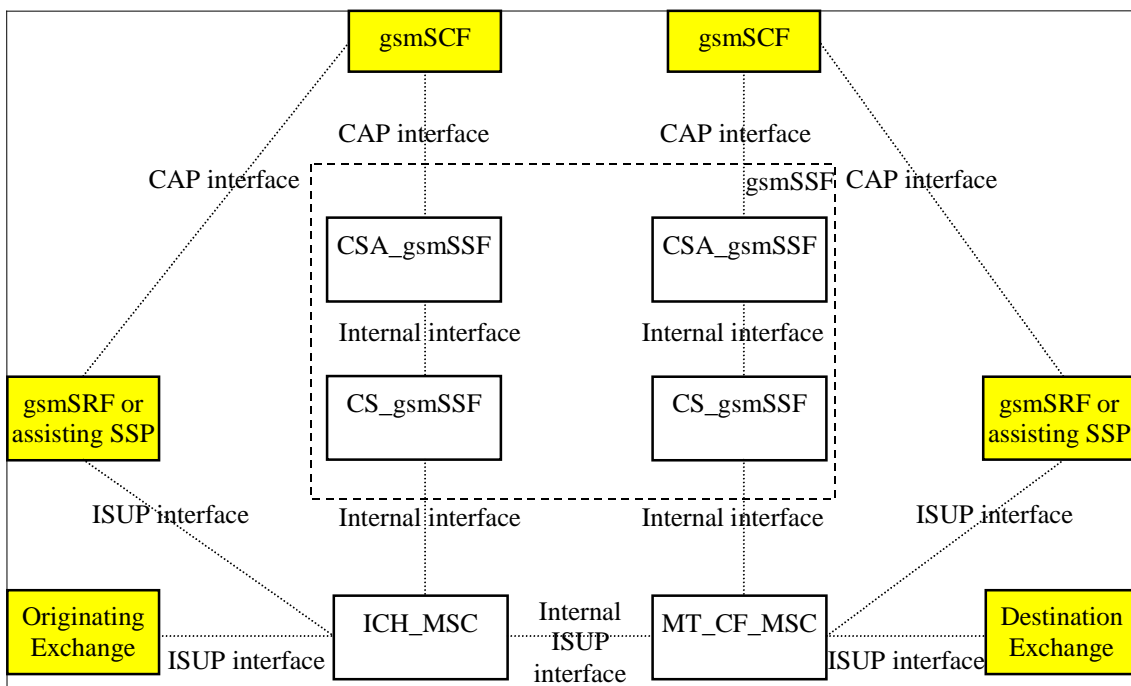 gsmSCF
gsmSCF
CAP interface
CAP interface
CAP interface
gsmSSF
CAP interface
CSA_gsmSSF
CSA_gsmSSF
Internal interface
Internal interface
gsmSRF or
assisting SSP
CS_gsmSSF
CS_gsmSSF
gsmSRF or
assisting SSP
ISUP interface
Internal interface
Internal interface
ISUP interface
Originating
Exchange
ICH_MSC
Internal
ISUP
interface
MT_CF_MSC
Destination
Exchange
ISUP interface
ISUP interface